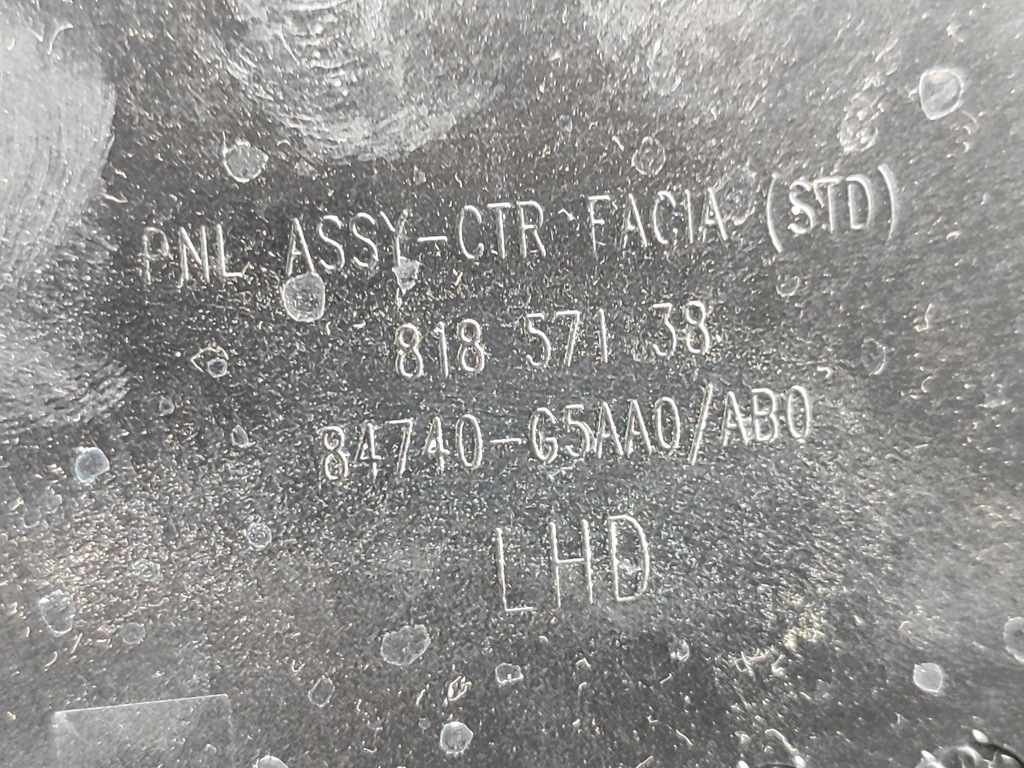 PNL ASSY-CTR FACIA (STD)
818 571 38
84740-G5AA0/AB0
LHD